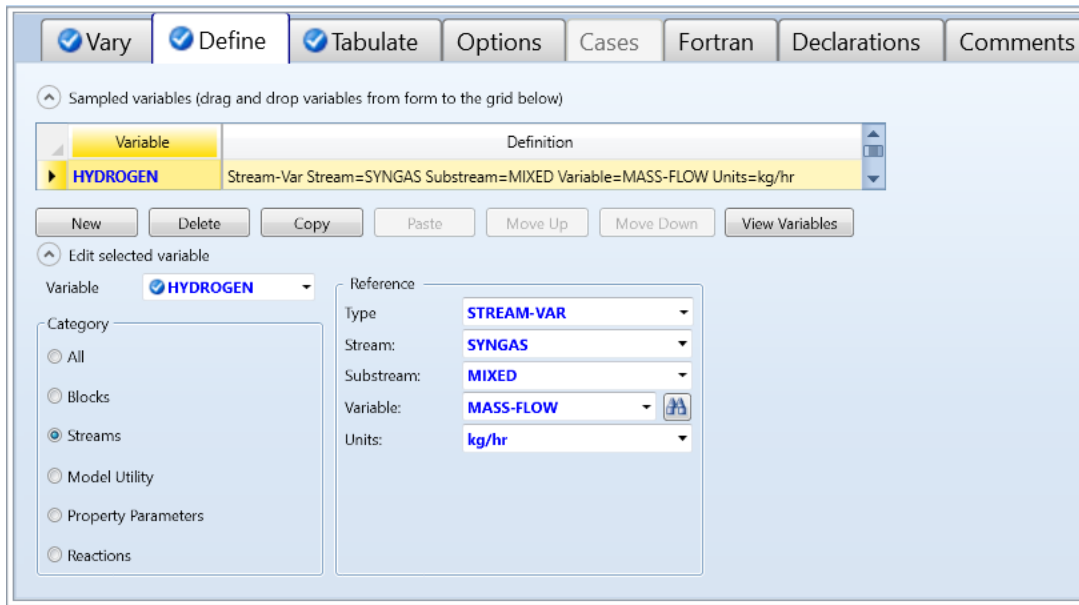 Vary Define Tabulate Options Cases Fortran Declarations Comments
Sampled variables (drag and drop variables from form to the grid below)
Variable Definition
HYDROGEN Stream-Var Stream=SYNGAS Substream=MIXED Variable=MASS-FLOW Units=kg/hr
New Delete Copy Paste Move Up Move Down View Variables
Edit selected variable
Variable HYDROGEN
Category
All
Blocks
Streams
Model Utility
Property Parameters
Reactions
Reference
Type STREAM-VAR
Stream: SYNGAS
Substream: MIXED
Variable: MASS-FLOW
Units: kg/hr